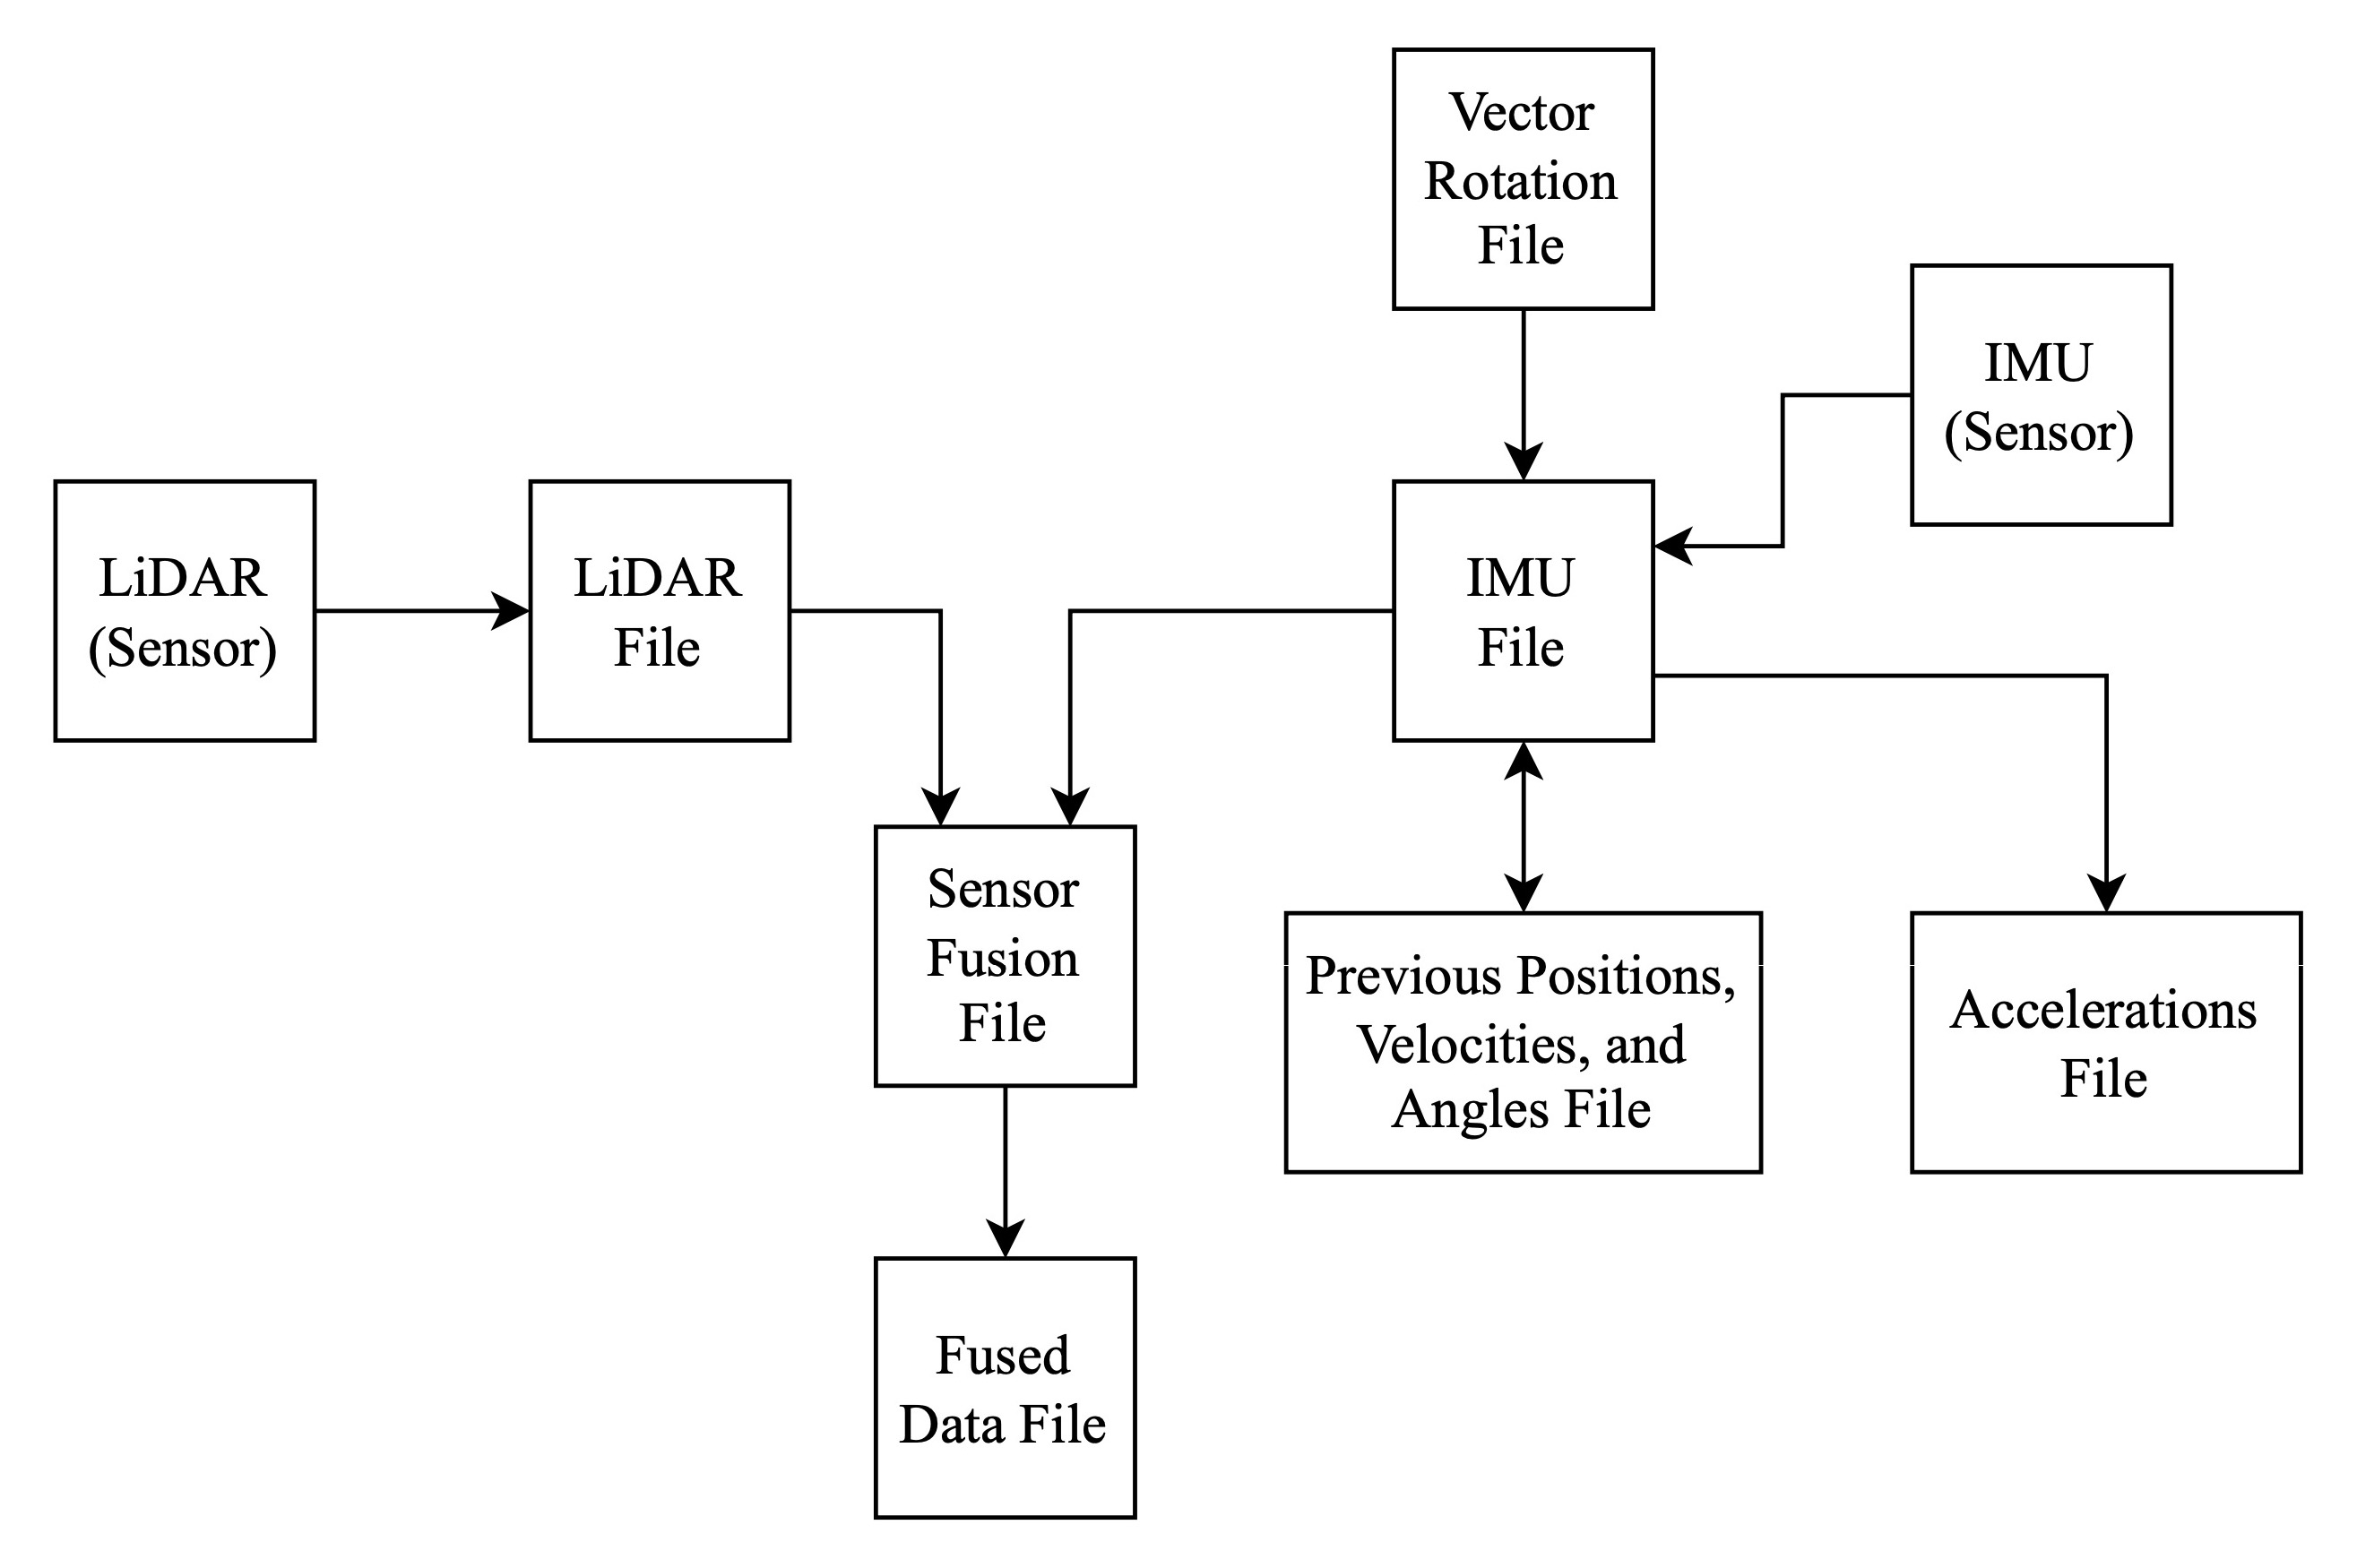 Vector
Rotation
File
IMU
(Sensor)
LiDAR
(Sensor)
LiDAR
File
IMU
File
Sensor
Fusion
File
Previous Positions,
Velocities, and
Angles File
Accelerations
File
Fused
Data File